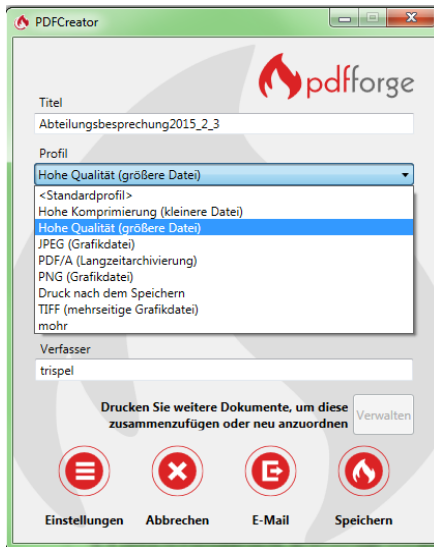 PDFCreator
pdfforge
Titel
Abteilungsbesprechung2015_2_3
Profil
Hohe Qualität (größere Datei)
<Standardprofil>
Hohe Komprimierung (kleinere Datei)
Hohe Qualität (größere Datei)
JPEG (Grafikdatei)
PDF/A (Langzeitarchivierung)
PNG (Grafikdatei)
Druck nach dem Speichern
TIFF (mehrseitige Grafikdatei)
mohr
Verfasser
trispel
Drucken Sie weitere Dokumente, um diese
zusammenzufügen oder neu anzuordnen
Verwalten
Einstellungen Abbrechen E-Mail Speichern